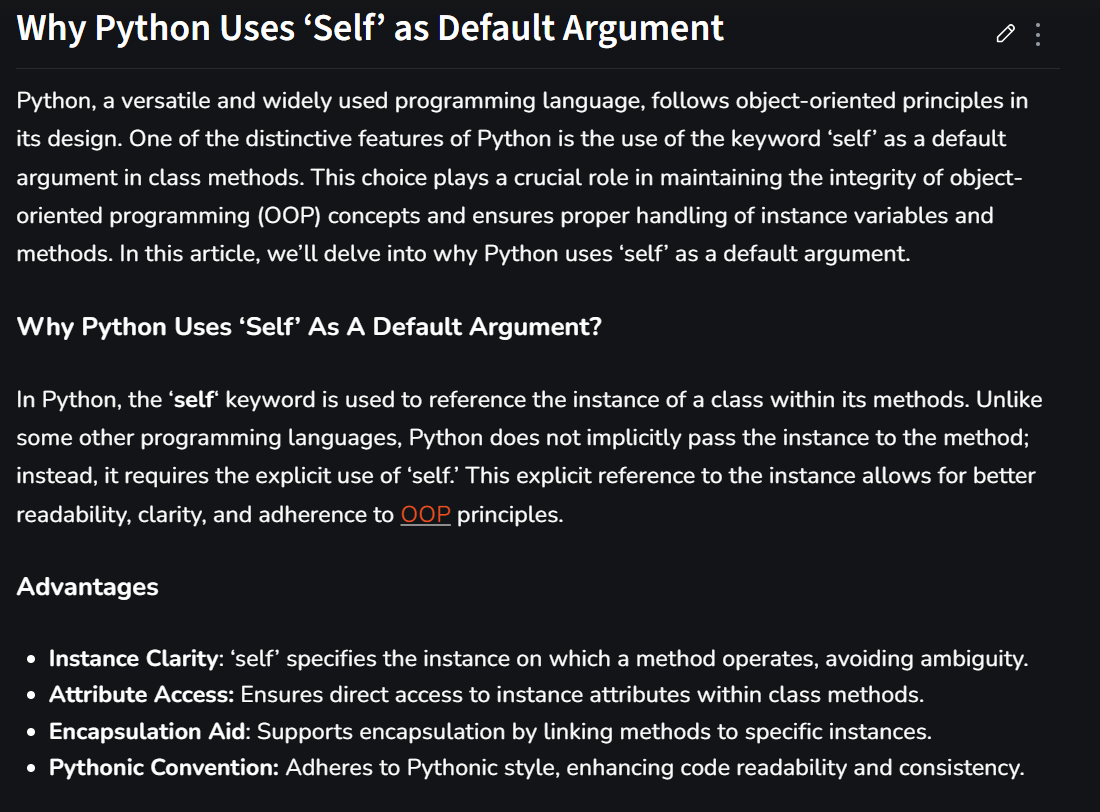 Why Python Uses ‘Self’ as Default Argument
Python, a versatile and widely used programming language, follows object-oriented principles in
its design. One of the distinctive features of Python is the use of the keyword ‘self’ as a default
argument in class methods. This choice plays a crucial role in maintaining the integrity of object-
oriented programming (OOP) concepts and ensures proper handling of instance variables and
methods. In this article, we’ll delve into why Python uses ‘self’ as a default argument.
Why Python Uses ‘Self’ As A Default Argument?
In Python, the ‘self‘ keyword is used to reference the instance of a class within its methods. Unlike
some other programming languages, Python does not implicitly pass the instance to the method;
instead, it requires the explicit use of ‘self.’ This explicit reference to the instance allows for better
readability, clarity, and adherence to OOP principles.
Advantages
• Instance Clarity: ‘self’ specifies the instance on which a method operates, avoiding ambiguity.
• Attribute Access: Ensures direct access to instance attributes within class methods.
• Encapsulation Aid: Supports encapsulation by linking methods to specific instances.
• Pythonic Convention: Adheres to Pythonic style, enhancing code readability and consistency.